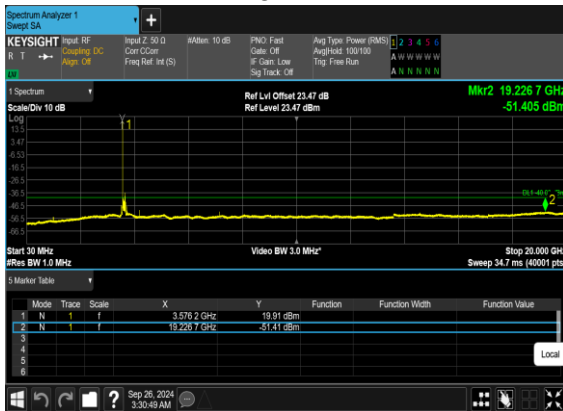 Spectrum Analyzer 1
Swept SA
+
KEYSIGHT Input: RF Input Z: 50 Ω #Atten: 10 dB PNO: Fast Avg Type: Power (RMS) 1 2 3 4 5 6
R T Coupling: DC Corr CCorr Gate: Off Avg|Hold: 100/100 A W W W W W
Align: Off Freq Ref: Int (S) IF Gain: Low Trig: Free Run
Sig Track: Off A N N N N N
1 Spectrum
Ref Lvl Offset 23.47 dB Mkr2 19.226 7 GHz
Scale/Div 10 dB Ref Level 23.47 dBm -51.405 dBm
Log
1
13.5
3.47
-6.53
-16.5
-26.5
-36.5
2
-46.5
-56.5
-66.5
Start 30 MHz Video BW 3.0 MHz* Stop 20.000 GHz
#Res BW 1.0 MHz Sweep 34.7 ms (40001 pts)
5 Marker Table
Mode Trace Scale X Y Function Function Width Function Value
1 N 1 f 3.576 2 GHz 19.91 dBm
2 N 1 f 19.226 7 GHz -51.41 dBm
3
4
5
6
Local
? Sep 26, 2024
3:30:49 AM